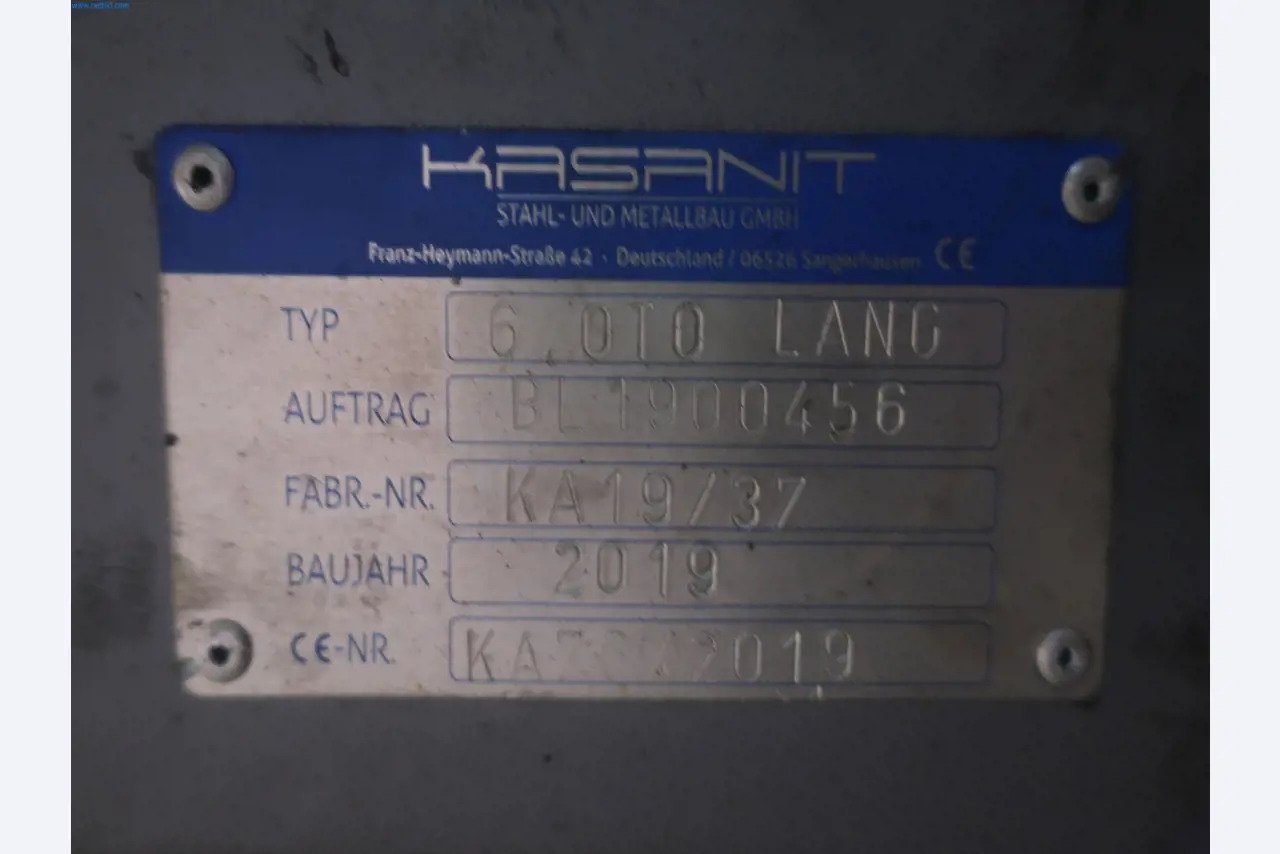 KASANIT
STAHL- UND METALLBAU GMBH
Franz-Heymann-Straße 42 · Deutschland / 06526 Sangerhausen CE
TYP 6,0TO LANG
AUFTRAG BL1900456
FABR.-NR. KA19/37
BAUJAHR 2019
CE-NR.